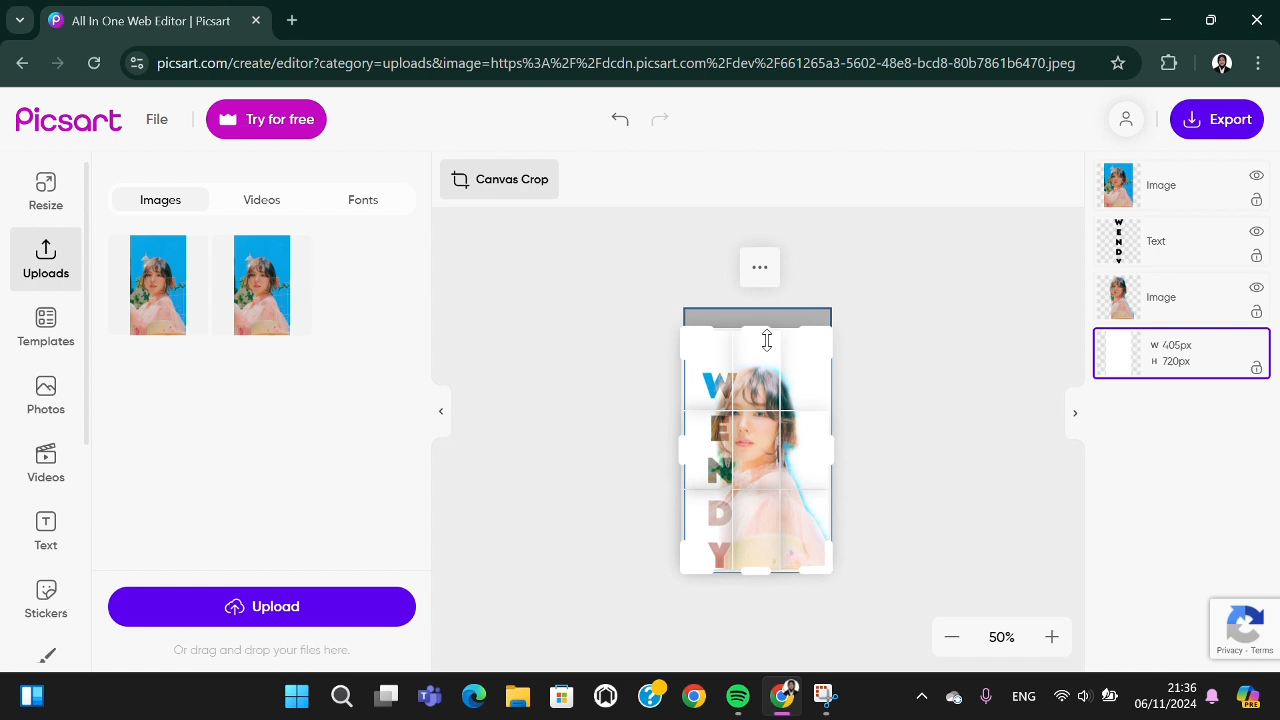 All In One Web Editor | Picsart
picsart.com/create/editor?category=uploads&image=https%3A%2F%2Fdcdn.picsart.com%2Fdev%2F661265a3-5602-48e8-bcd8-80b7861b6470.jpeg
Picsart
File
Try for free
Export
Resize
Uploads
Templates
Photos
Videos
Text
Stickers
Images
Videos
Fonts
Upload
Or drag and drop your files here.
Canvas Crop
W
E
N
D
Y
50%
Image
W
E
N
D
Y
Text
Image
W 405px
H 720px
Privacy - Terms
ENG
21:36
06/11/2024
PRE